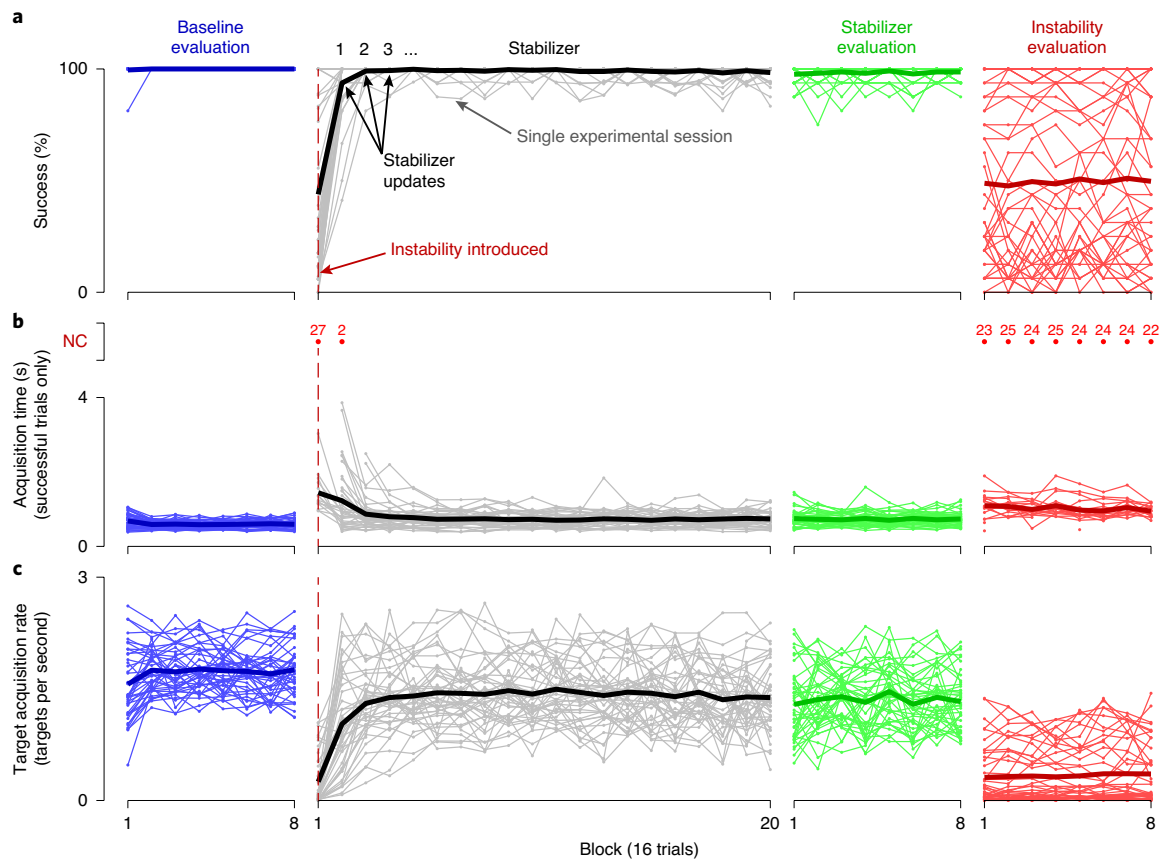 a
Baseline
evaluation
1 2 3 ...
Stabilizer
Stabilizer
evaluation
Instability
evaluation
100
0
Success (%)
Single experimental session
Stabilizer
updates
Instability introduced
b
NC
27 2
23 25 24 25 24 24 24 22
4
0
Acquisition time (s)
(successful trials only)
c
3
0
Target acquisition rate
(targets per second)
1 8 1 20 1 8 1 8
Block (16 trials)